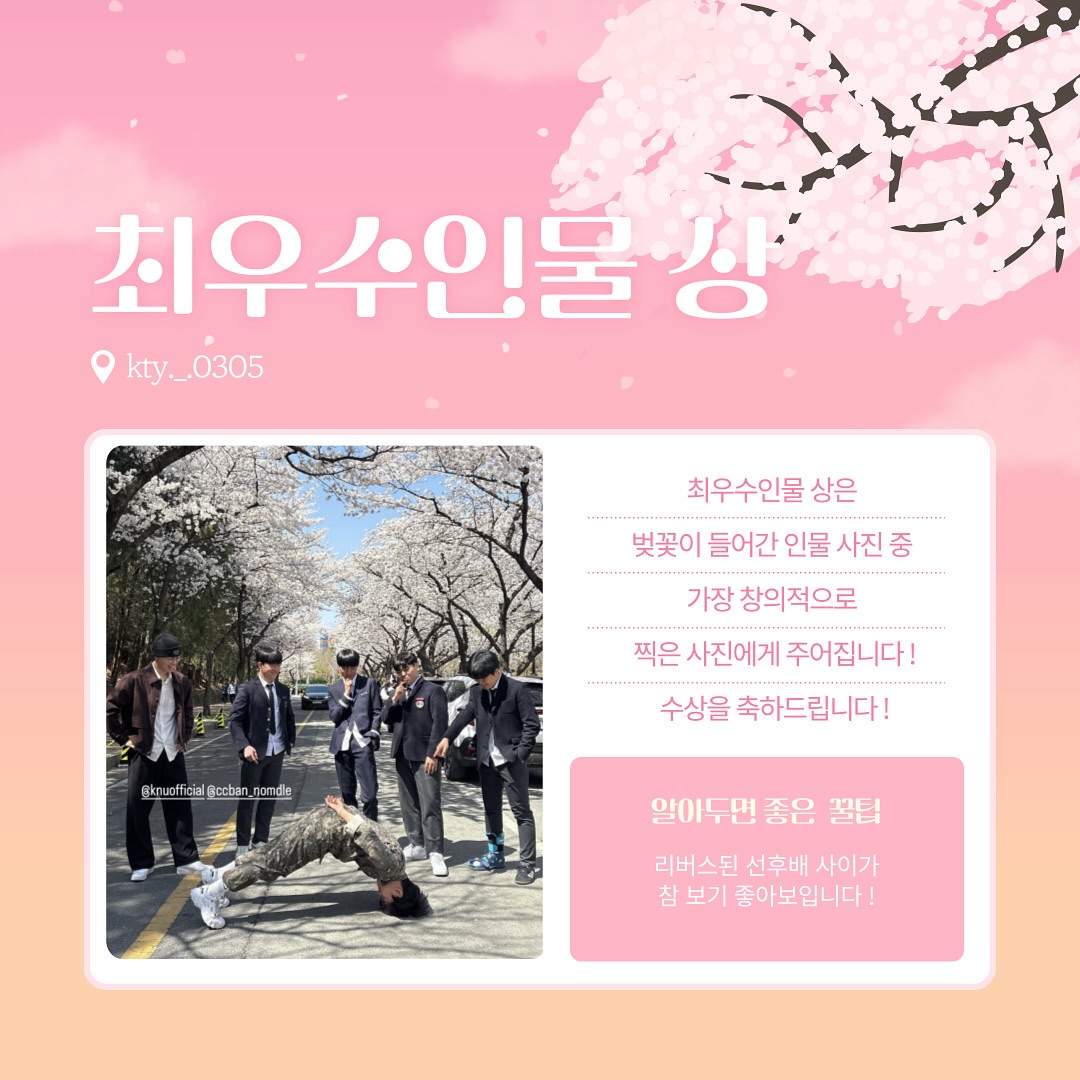 최우수인물 상
kty._.0305
최우수인물 상은
벚꽃이 들어간 인물 사진 중
가장 창의적으로
찍은 사진에게 주어집니다 !
수상을 축하드립니다 !
@knuofficial @ccban_nomdle
알아두면 좋은 꿀팁
리버스된 선후배 사이가
참 보기 좋아보입니다 !